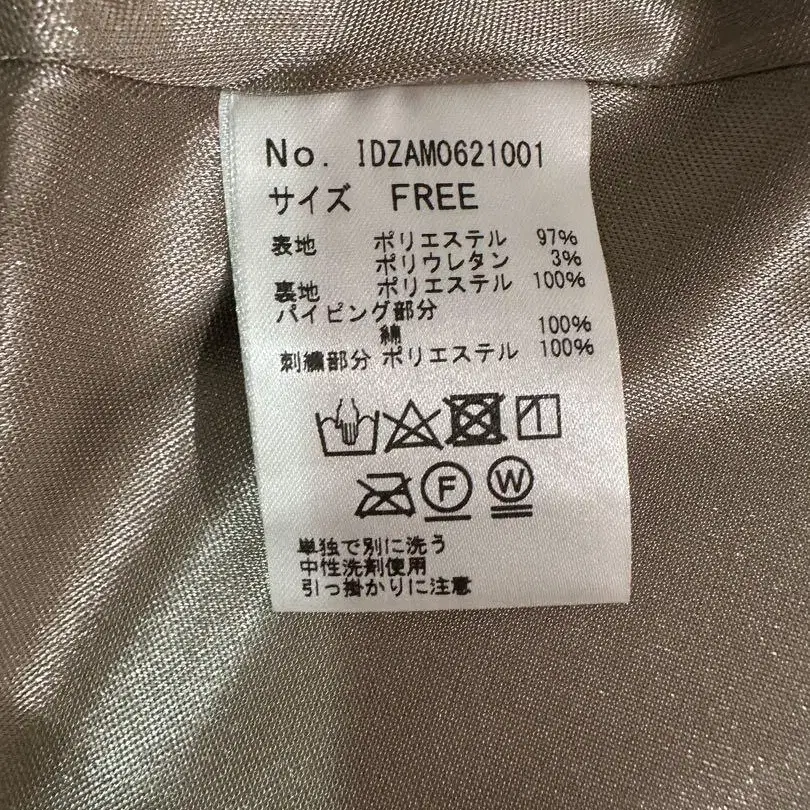 No. IDZAM0621001
サイズ FREE
表地 ポリエステル 97%
ポリウレタン 3%
裏地 ポリエステル 100%
パイピング部分
綿 100%
刺繍部分 ポリエステル 100%
F W
単独で別に洗う
中性洗剤使用
引っ掛かりに注意